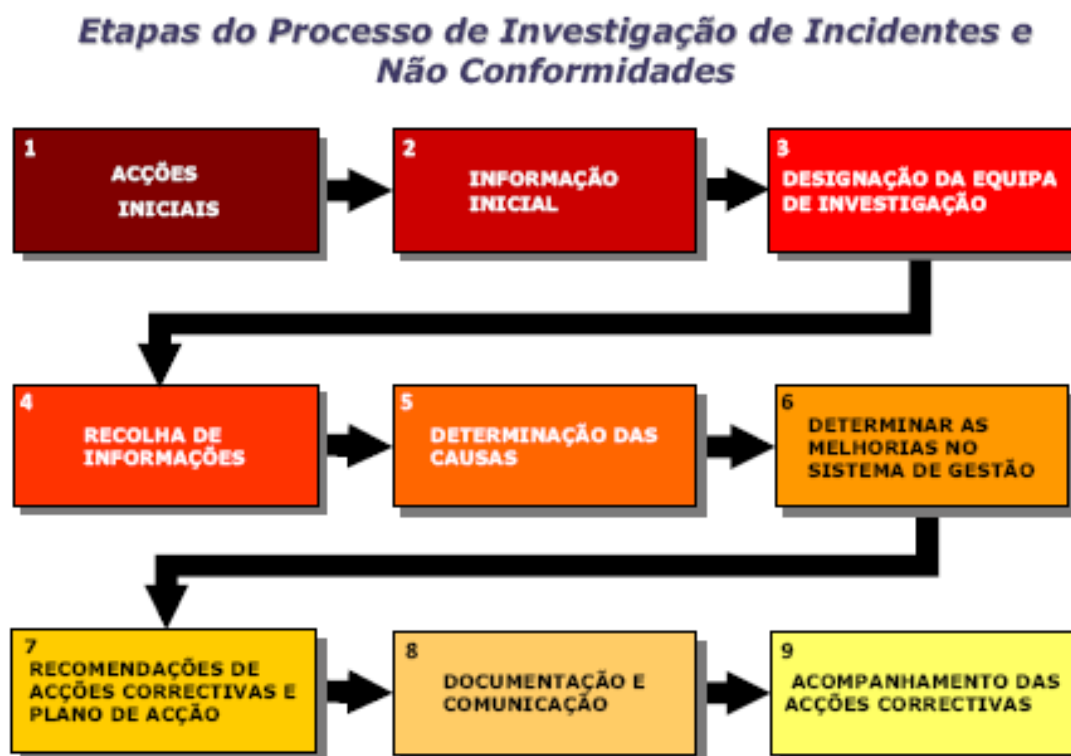 Etapas do Processo de Investigação de Incidentes e
Não Conformidades
1
ACÇÕES
INICIAIS
2
INFORMAÇÃO
INICIAL
3
DESIGNAÇÃO DA EQUIPA
DE INVESTIGAÇÃO
4
RECOLHA DE
INFORMAÇÕES
5
DETERMINAÇÃO DAS
CAUSAS
6
DETERMINAR AS
MELHORIAS NO
SISTEMA DE GESTÃO
7
RECOMENDAÇÕES DE
ACÇÕES CORRECTIVAS E
PLANO DE ACÇÃO
8
DOCUMENTAÇÃO E
COMUNICAÇÃO
9
ACOMPANHAMENTO DAS
ACÇÕES CORRECTIVAS